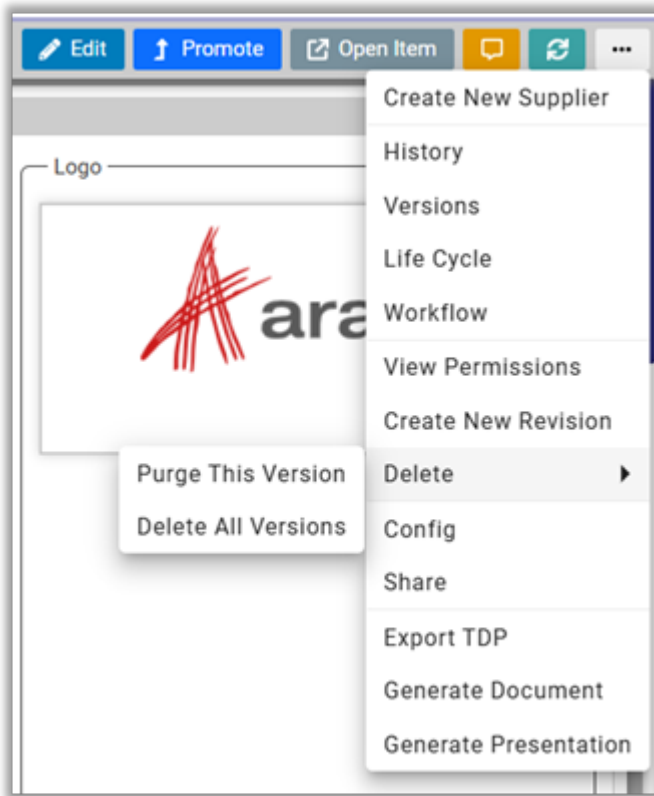 Edit Promote Open Item
Create New Supplier
Logo
History
Versions
Life Cycle
ara
Workflow
View Permissions
Create New Revision
Purge This Version
Delete
Delete All Versions
Config
Share
Export TDP
Generate Document
Generate Presentation